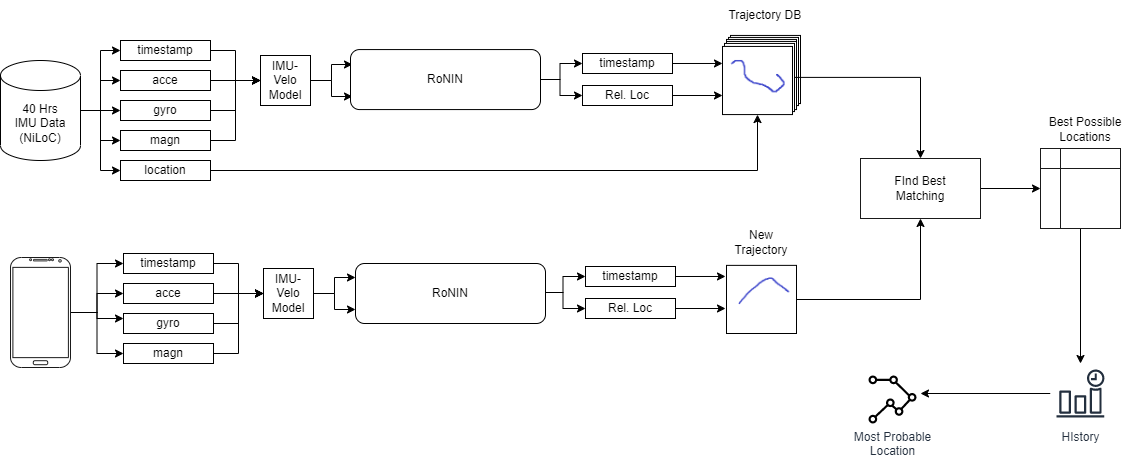 Trajectory DB
timestamp
acce
gyro
magn
location
40 Hrs
IMU Data
(NiLoC)
IMU-
Velo
Model
RoNIN
timestamp
Rel. Loc
FInd Best
Matching
Best Possible
Locations
timestamp
acce
gyro
magn
IMU-
Velo
Model
RoNIN
timestamp
Rel. Loc
New
Trajectory
Most Probable
Location
HIstory